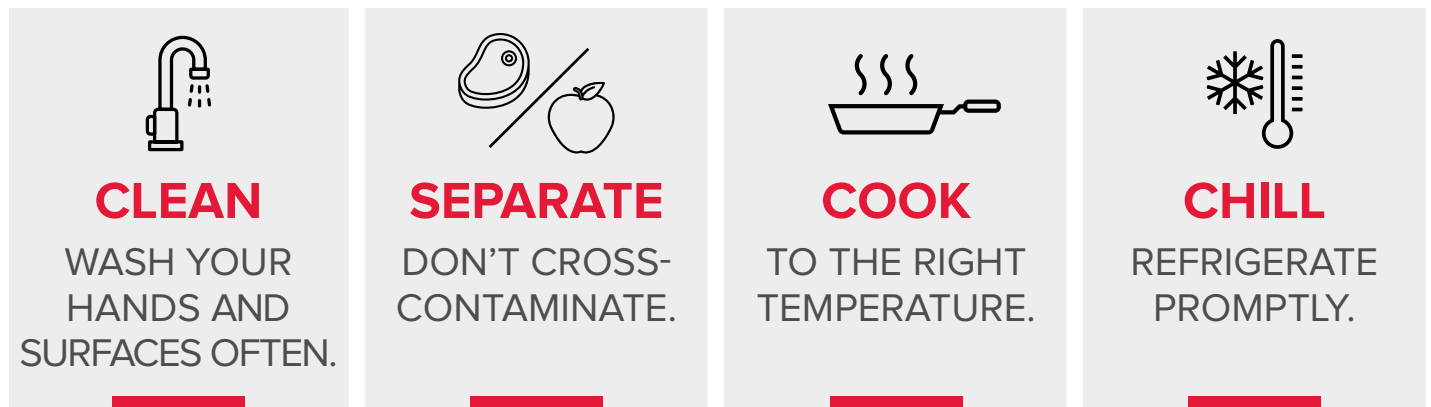 CLEAN
WASH YOUR
HANDS AND
SURFACES OFTEN.
SEPARATE
DON'T CROSS-
CONTAMINATE.
COOK
TO THE RIGHT
TEMPERATURE.
CHILL
REFRIGERATE
PROMPTLY.